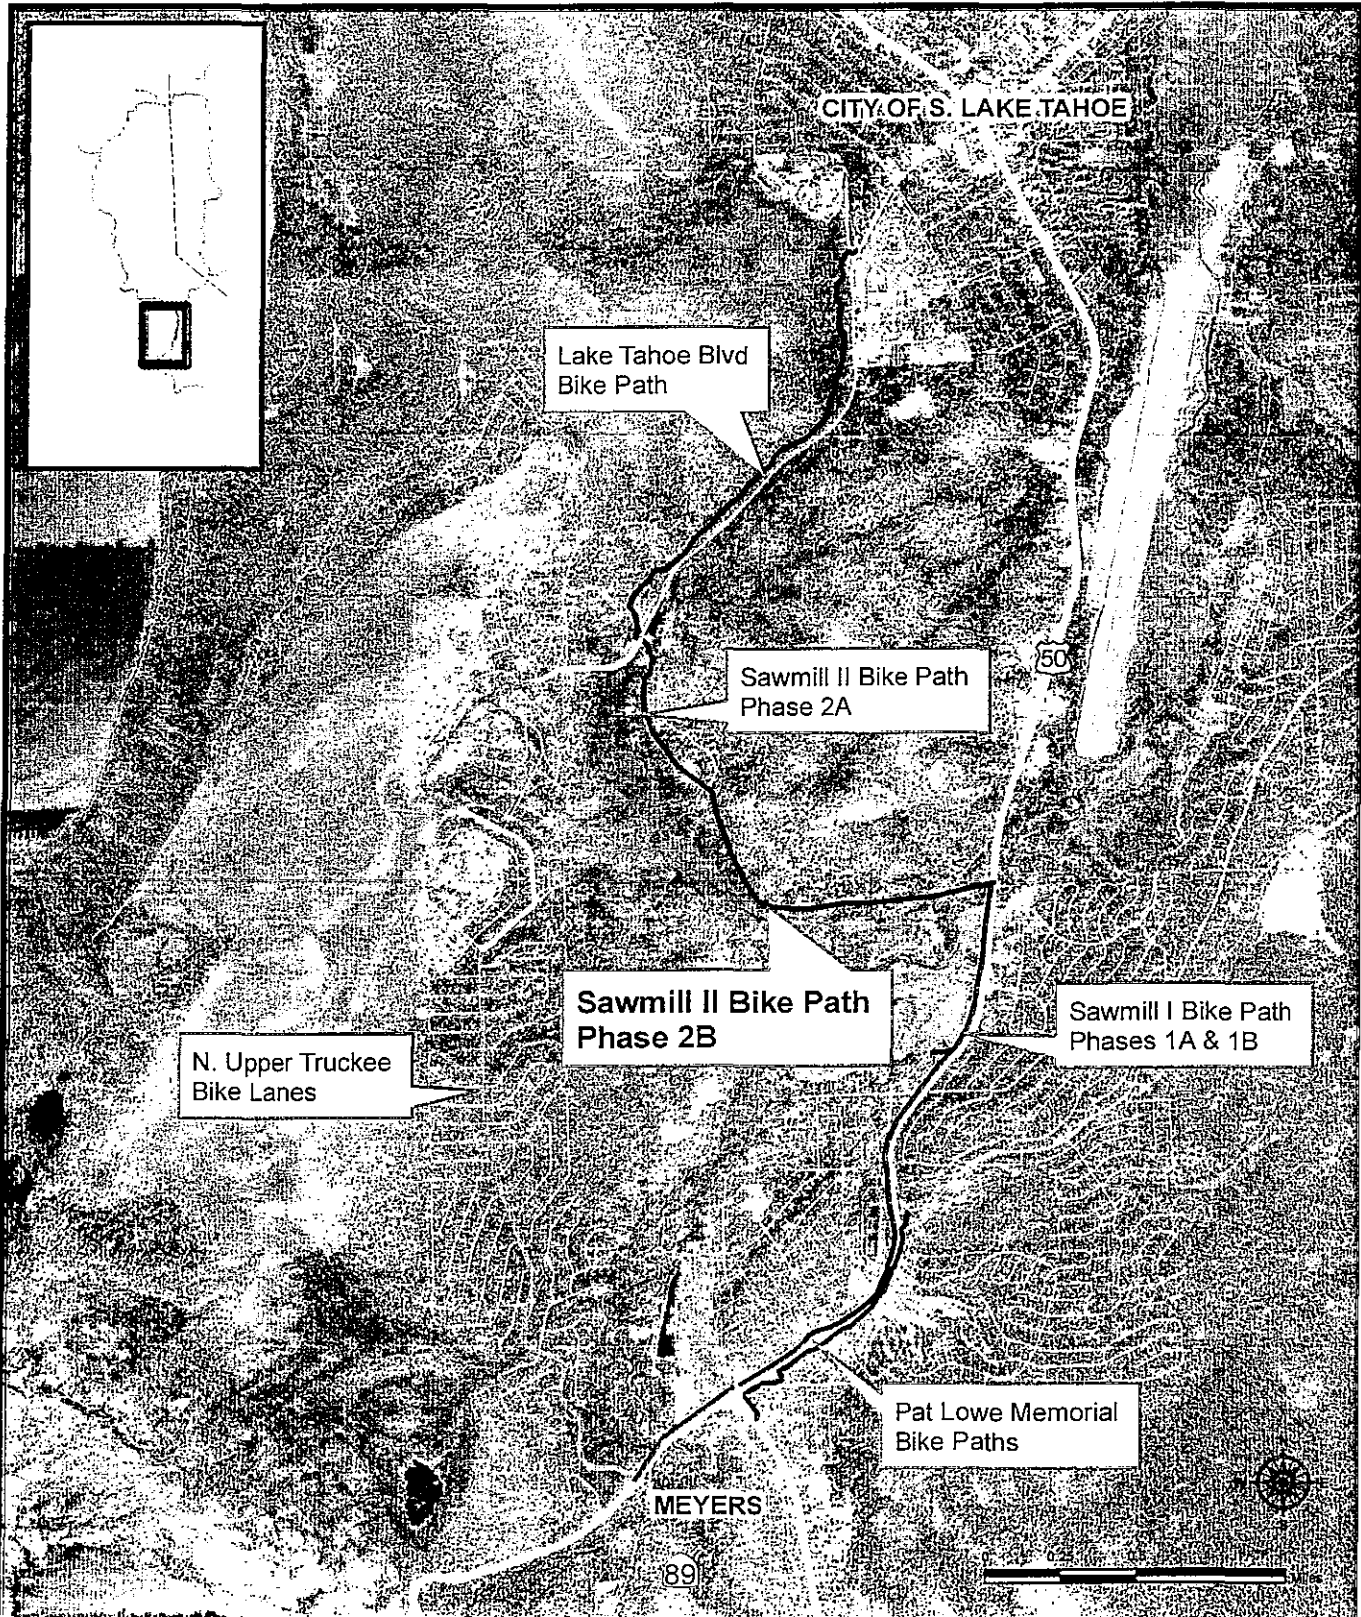 CITY OF S. LAKE TAHOE
Lake Tahoe Blvd
Bike Path
50
Sawmill II Bike Path
Phase 2A
Sawmill II Bike Path
Phase 2B
Sawmill I Bike Path
Phases 1A & 1B
N. Upper Truckee
Bike Lanes
Pat Lowe Memorial
Bike Paths
MEYERS
89